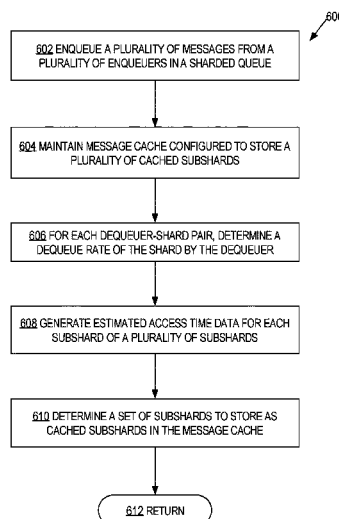 600
602 ENQUEUE A PLURALITY OF MESSAGES FROM A
PLURALITY OF ENQUEUERS IN A SHARDED QUEUE
604 MAINTAIN MESSAGE CACHE CONFIGURED TO STORE A
PLURALITY OF CACHED SUBSHARDS
606 FOR EACH DEQUEUER-SHARD PAIR, DETERMINE A
DEQUEUE RATE OF THE SHARD BY THE DEQUEUER
608 GENERATE ESTIMATED ACCESS TIME DATA FOR EACH
SUBSHARD OF A PLURALITY OF SUBSHARDS
610 DETERMINE A SET OF SUBSHARDS TO STORE AS
CACHED SUBSHARDS IN THE MESSAGE CACHE
612 RETURN